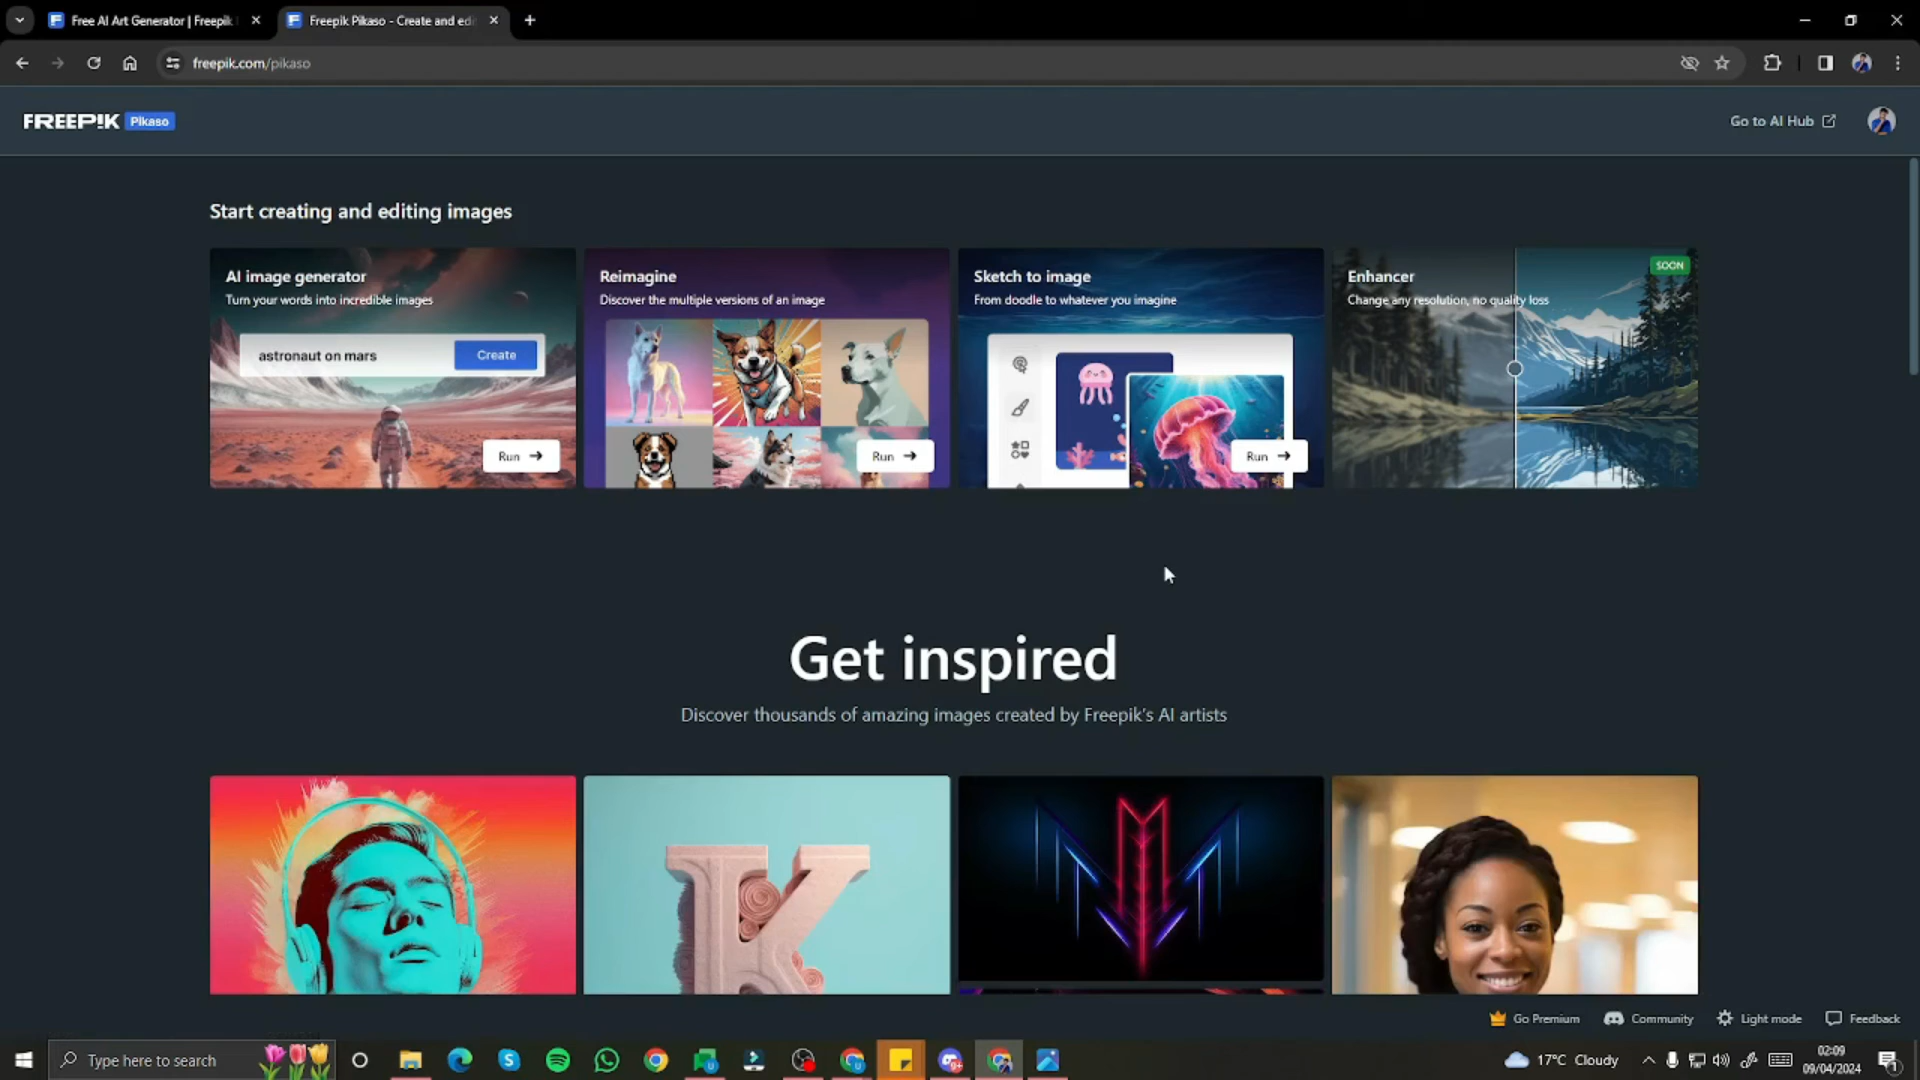 Free AI Art Generator | Freepik
Freepik Pikaso - Create and edi
freepik.com/pikaso
FREEP!K Pikaso
Go to AI Hub
Start creating and editing images
AI image generator
Turn your words into incredible images
astronaut on mars
Create
Run
Reimagine
Discover the multiple versions of an image
Run
Sketch to image
From doodle to whatever you imagine
Run
Enhancer
SOON
Change any resolution, no quality loss
Get inspired
Discover thousands of amazing images created by Freepik's AI artists
K
Go Premium
Community
Light mode
Feedback
Type here to search
17°C Cloudy
02:09
09/04/2024